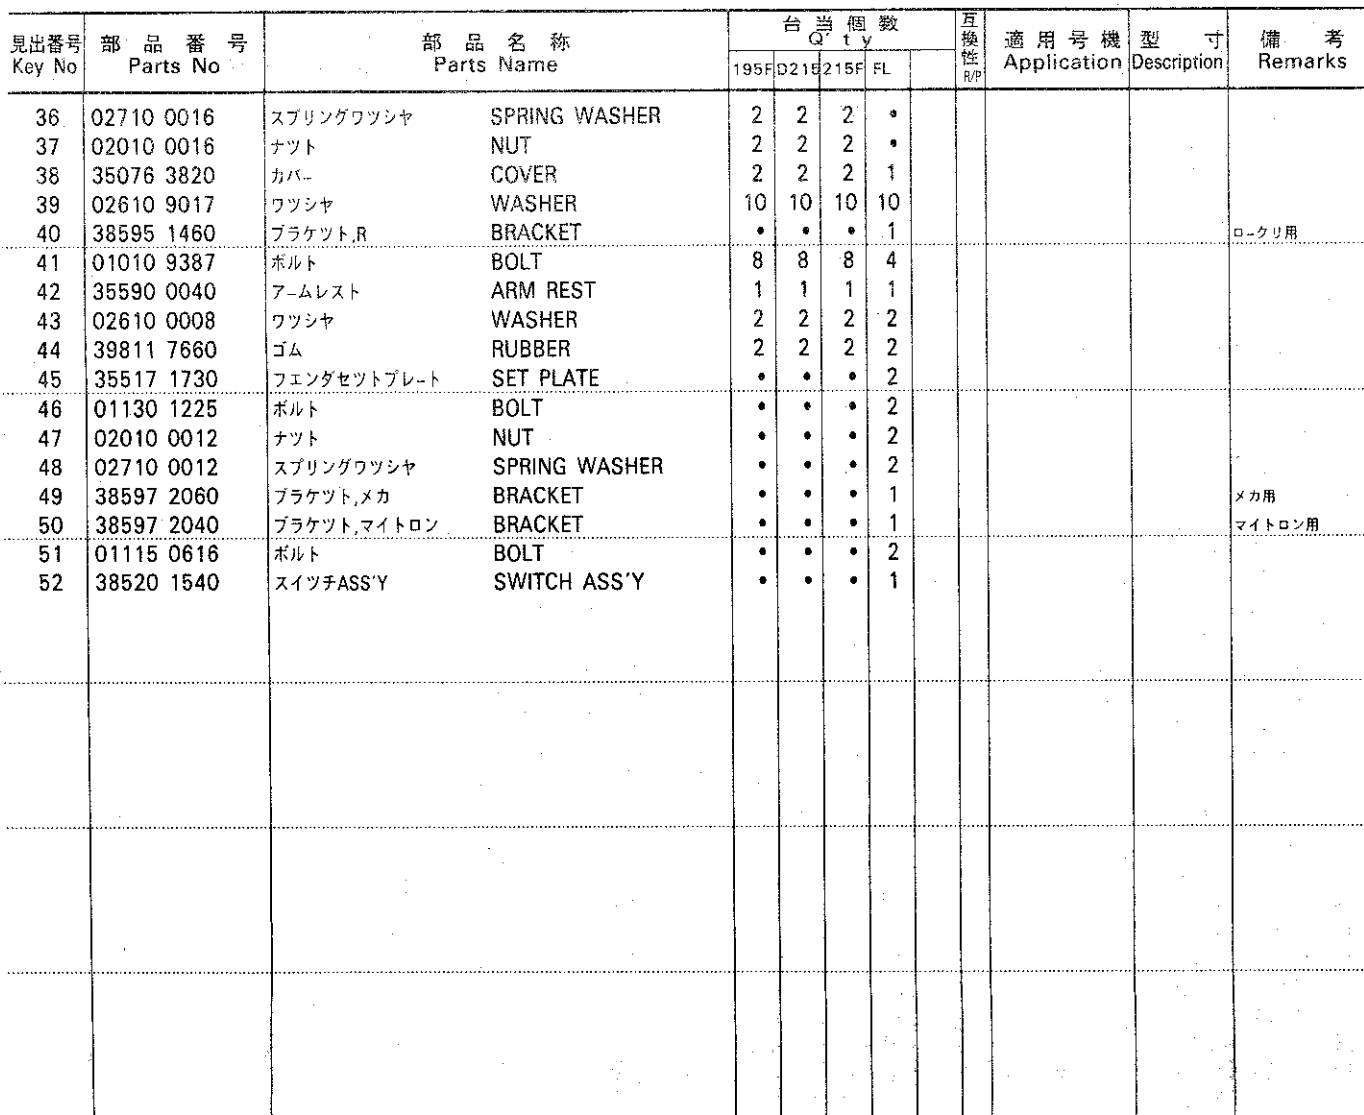 見出番号 部品番号 部品名称 台当個数 互換性 適用号機 型寸 備考
Key No Parts No Parts Name Q'ty R/P Application Description Remarks
195F D215 215F FL
36 02710 0016 スプリングワツシヤ SPRING WASHER 2 2 2 •
37 02010 0016 ナツト NUT 2 2 2 •
38 35076 3820 カバー COVER 2 2 2 1
39 02610 9017 ワツシヤ WASHER 10 10 10 10
40 38595 1460 ブラケツト,R BRACKET • • • 1 ロークリ用
41 01010 9387 ボルト BOLT 8 8 8 4
42 35590 0040 アームレスト ARM REST 1 1 1 1
43 02610 0008 ワツシヤ WASHER 2 2 2 2
44 39811 7660 ゴム RUBBER 2 2 2 2
45 35517 1730 フエンダセツトプレート SET PLATE • • • 2
46 01130 1225 ボルト BOLT • • • 2
47 02010 0012 ナツト NUT • • • 2
48 02710 0012 スプリングワツシヤ SPRING WASHER • • • 2
49 38597 2060 ブラケツト,メカ BRACKET • • • 1 メカ用
50 38597 2040 ブラケツト,マイトロン BRACKET • • • 1 マイトロン用
51 01115 0616 ボルト BOLT • • • 2
52 38520 1540 スイツチASS'Y SWITCH ASS'Y • • • 1